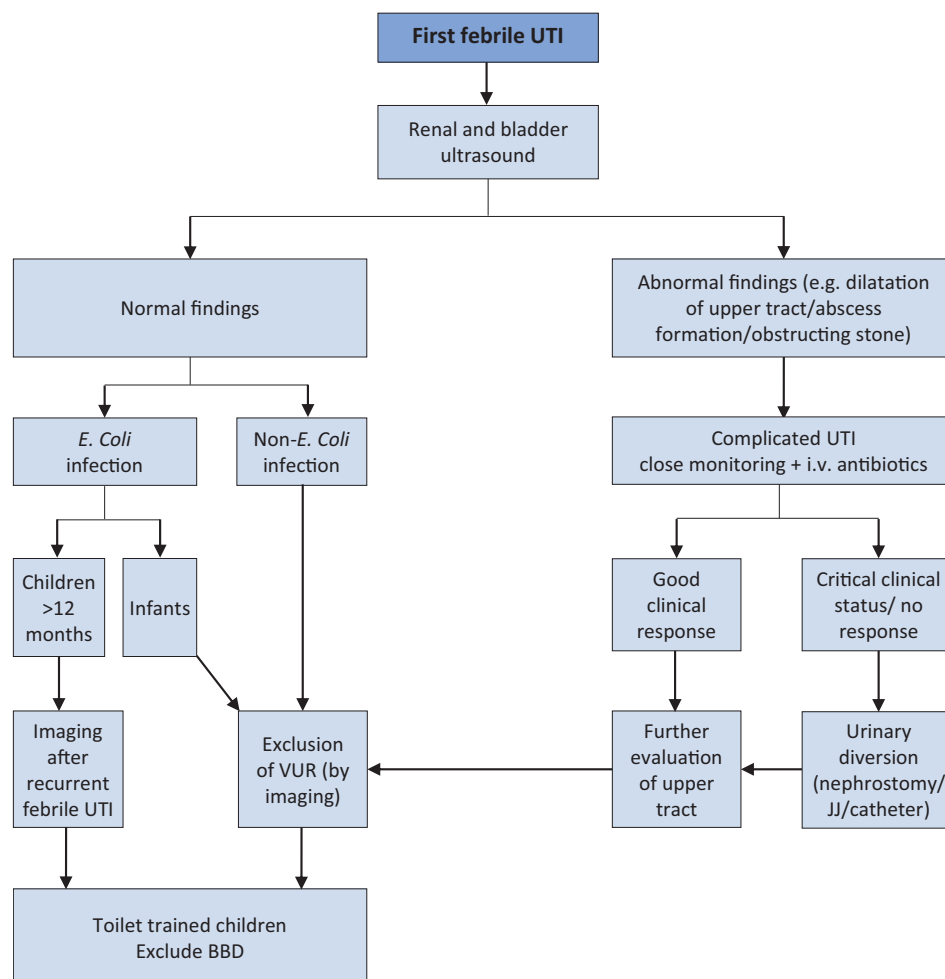 First febrile UTI
Renal and bladder
ultrasound
Normal findings
Abnormal findings (e.g. dilatation
of upper tract/abscess
formation/obstructing stone)
E. Coli
infection
Non-E. Coli
infection
Complicated UTI
close monitoring + i.v. antibiotics
Children
>12
months
Infants
Good
clinical
response
Critical clinical
status/ no
response
Imaging
after
recurrent
febrile UTI
Exclusion
of VUR (by
imaging)
Further
evaluation
of upper
tract
Urinary
diversion
(nephrostomy/
JJ/catheter)
Toilet trained children
Exclude BBD